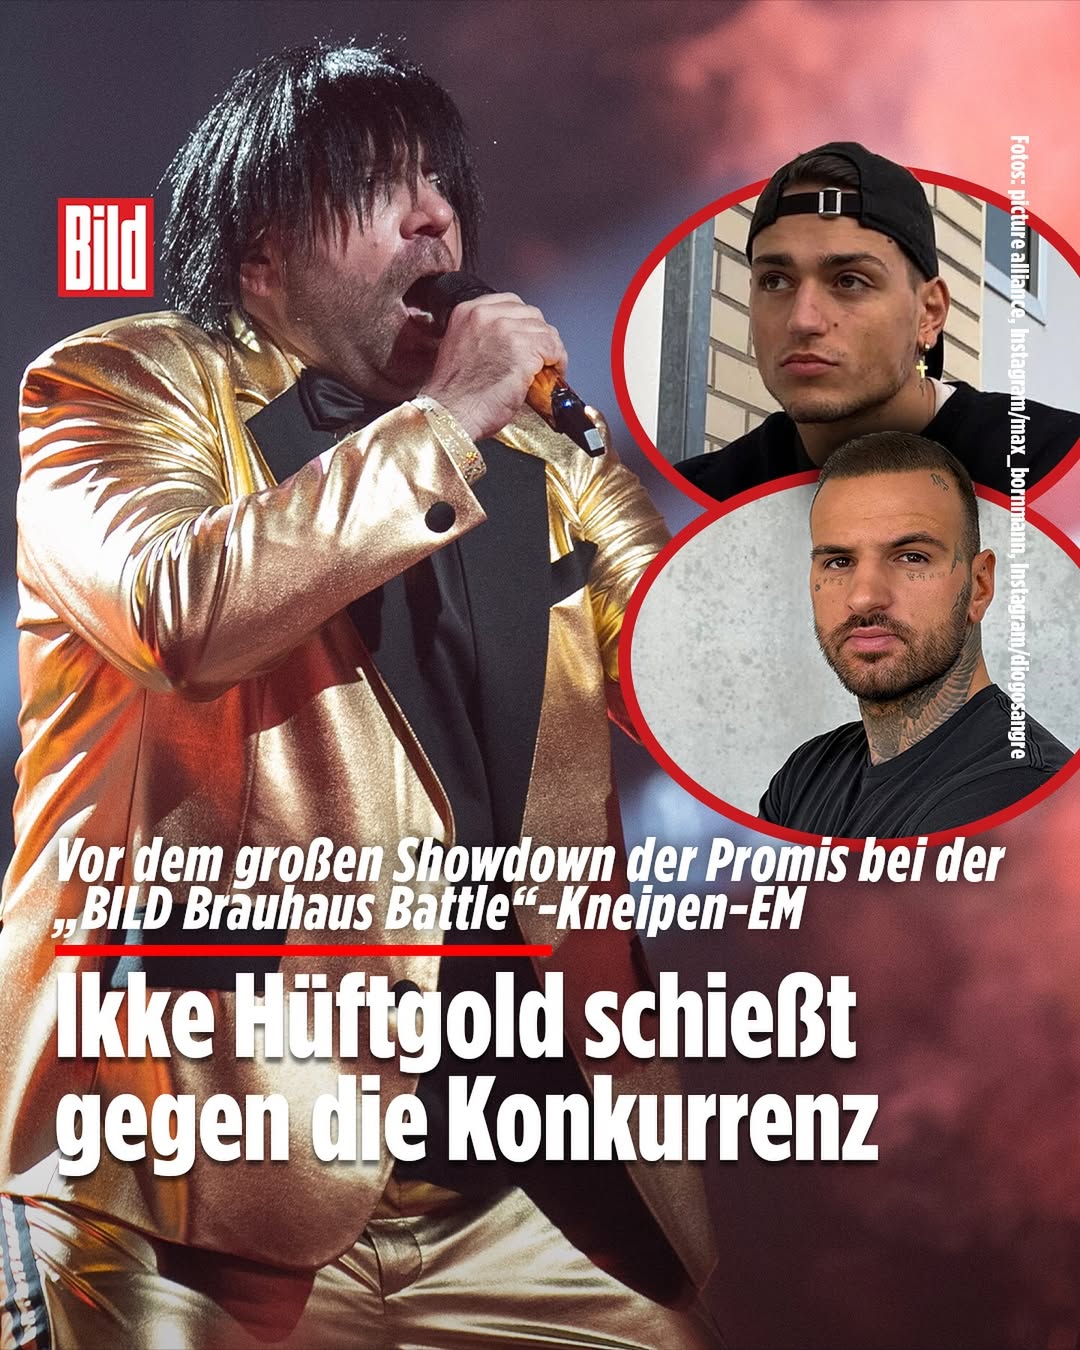 Bild
Fotos: picture alliance, Instagram/max_bornmann, Instagram/diogosangre
Vor dem großen Showdown der Promis bei der
„BILD Brauhaus Battle“-Kneipen-EM
Ikke Hüftgold schießt
gegen die Konkurrenz